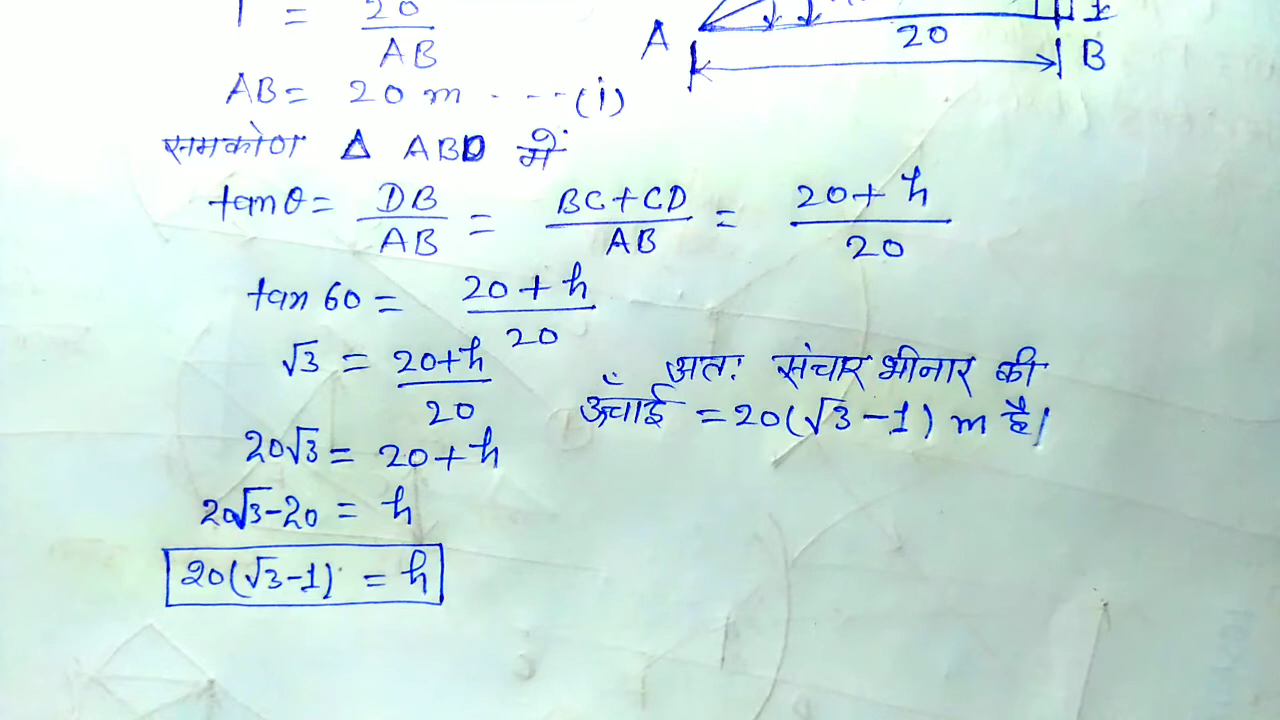 1 = 20/AB
A
20
B
AB = 20 m - - - (i)
समकोण Δ ABD में
tanθ = DB/AB = BC+CD/AB = 20+h/20
tan 60 = 20+h/20
√3 = 20+h/20
अतः संचार मीनार की
ऊँचाई = 20(√3-1) m है।
20√3 = 20+h
20√3-20 = h
20(√3-1) = h